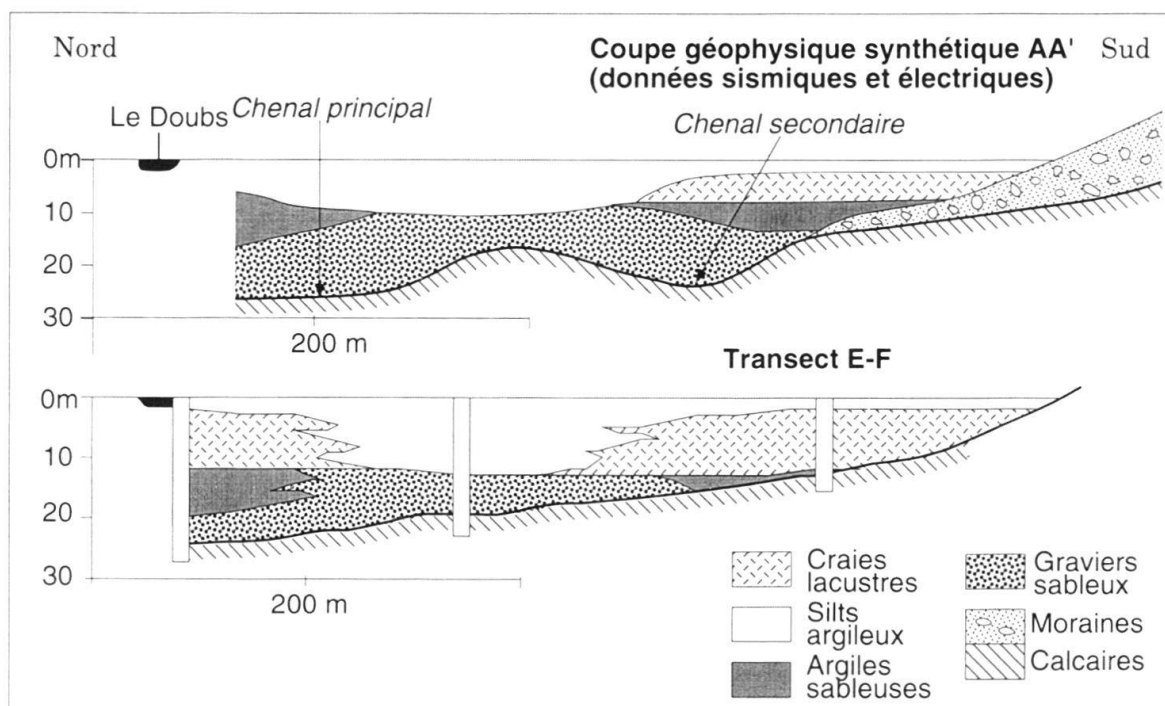 Nord
Coupe géophysique synthétique AA'
(données sismiques et électriques)
Sud
Le Doubs
Chenal principal
Chenal secondaire
0m
10
20
30
200 m
Transect E-F
0m
10
20
30
200 m
Craies
lacustres
Silts
argileux
Argiles
sableuses
Graviers
sableux
Moraines
Calcaires